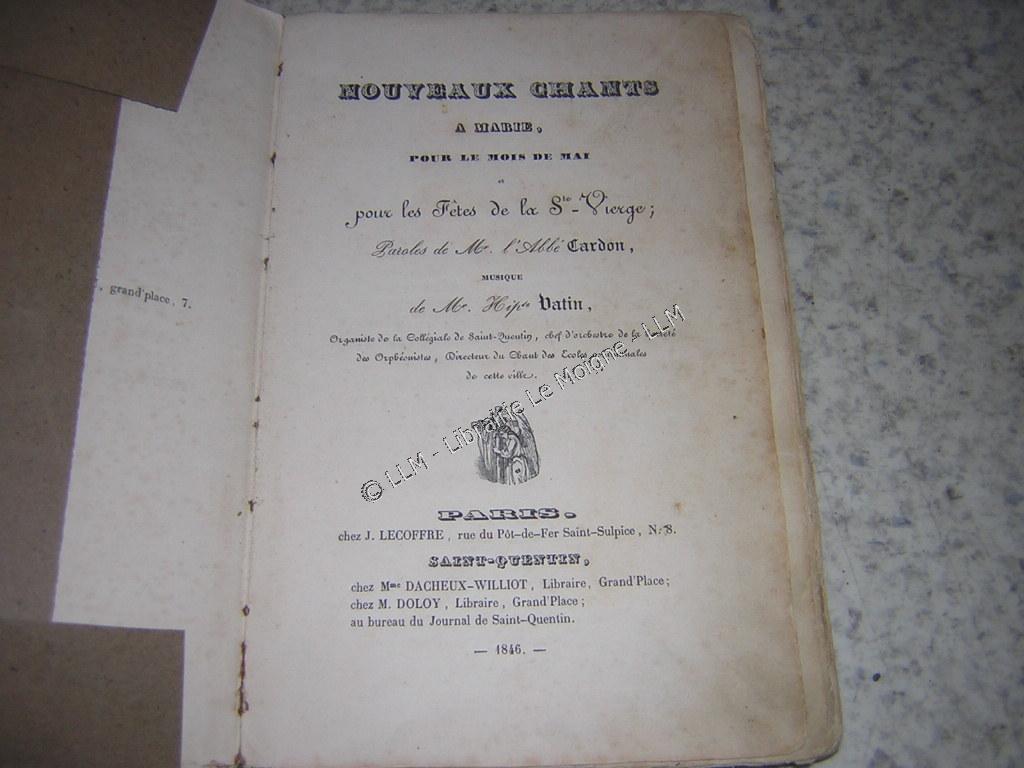 , grand'place, 7.
NOUVEAUX CHANTS
A MARIE,
POUR LE MOIS DE MAI
et
pour les Fêtes de la Ste-Vierge;
Paroles de Mr. l'Abbé Cardon,
MUSIQUE
de Mr. Hipte Vatin,
Organiste de la Collégiale de Saint-Quentin, chef d'orchestre de la
des Orphéonistes, Directeur du Chant des Ecoles
de cette ville.
© LLM - Librairie Le Moigne - LLM
PARIS.
chez J. LECOFFRE, rue du Pôt-de-Fer Saint-Sulpice, N.º 8.
SAINT-QUENTIN,
chez Mme DACHEUX-WILLIOT, Libraire, Grand'Place;
chez M. DOLOY, Libraire, Grand'Place;
au bureau du Journal de Saint-Quentin.
— 1846. —